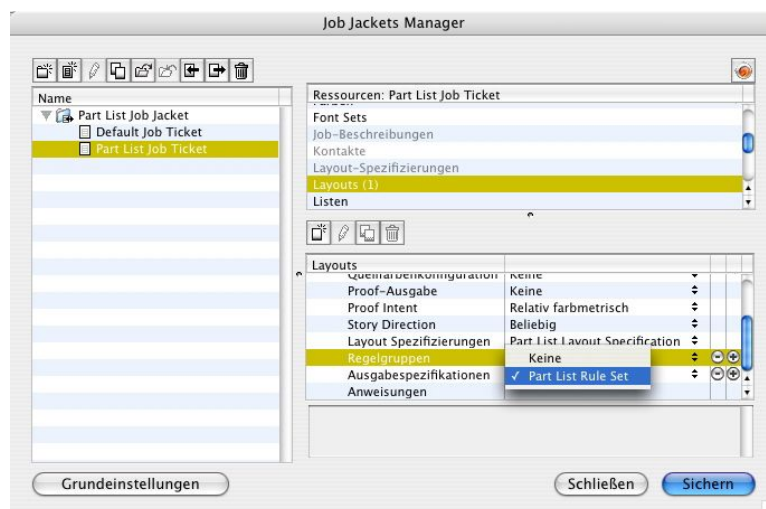 Job Jackets Manager
Name
Part List Job Jacket
Default Job Ticket
Part List Job Ticket
Ressourcen: Part List Job Ticket
Font Sets
Job-Beschreibungen
Kontakte
Layout-Spezifizierungen
Layouts (1)
Listen
Layouts
Proof-Ausgabe Keine
Proof Intent Relativ farbmetrisch
Story Direction Beliebig
Layout Spezifizierungen Part List Layout Specification
Regelgruppen Keine
Ausgabespezifikationen ✓ Part List Rule Set
Anweisungen
Grundeinstellungen
Schließen
Sichern